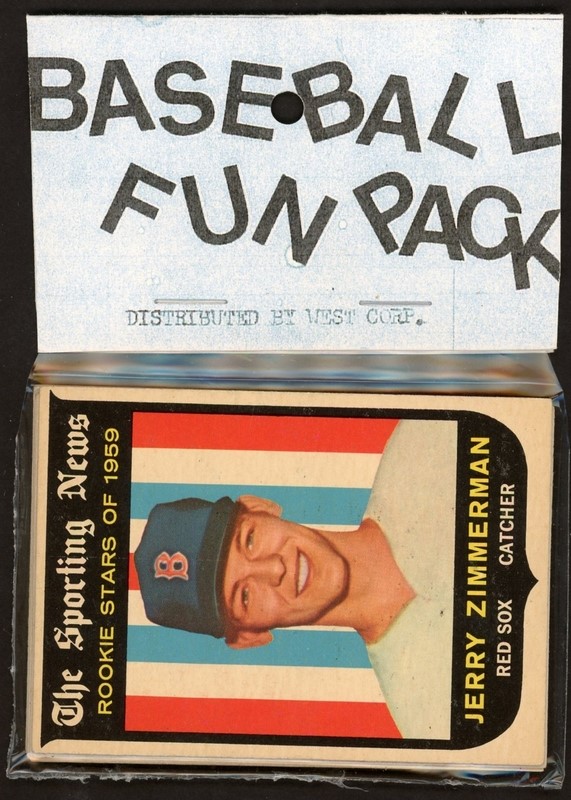 BASEBALL
FUN PACK
DISTRIBUTED BY WEST CORP.
The Sporting News
ROOKIE STARS OF 1959
B
JERRY ZIMMERMAN
RED SOX CATCHER